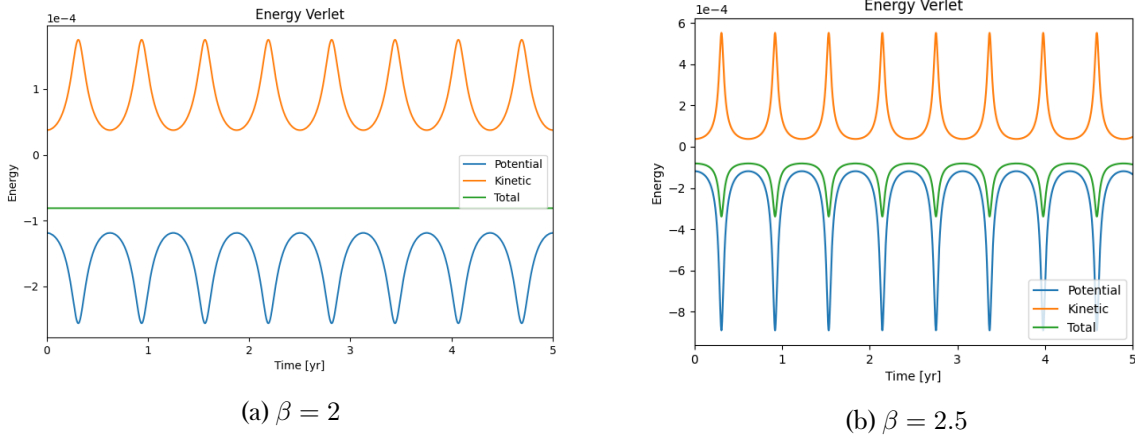 Energy Verlet
1e−4
1
0
−1
−2
Energy
Potential
Kinetic
Total
0 1 2 3 4 5
Time [yr]
(a) β = 2
Energy Verlet
1e−4
6
4
2
0
−2
−4
−6
−8
Energy
Potential
Kinetic
Total
0 1 2 3 4 5
Time [yr]
(b) β = 2.5